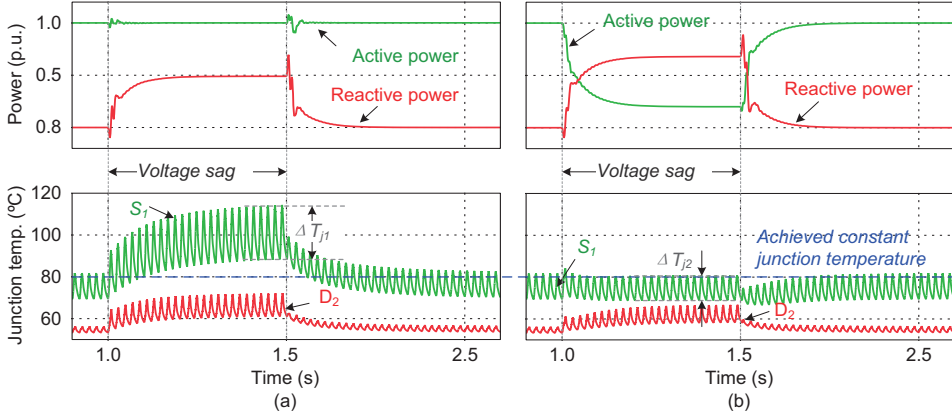 Power (p.u.)
1.0
0.5
0.8
Active power
Reactive power
Voltage sag
Junction temp. (ºC)
120
100
80
60
S1
Δ Tj1
D2
1.0
1.5
2.5
Time (s)
(a)
Active power
Reactive power
Voltage sag
S1
Δ Tj2
Achieved constant
junction temperature
D2
1.0
1.5
2.5
Time (s)
(b)